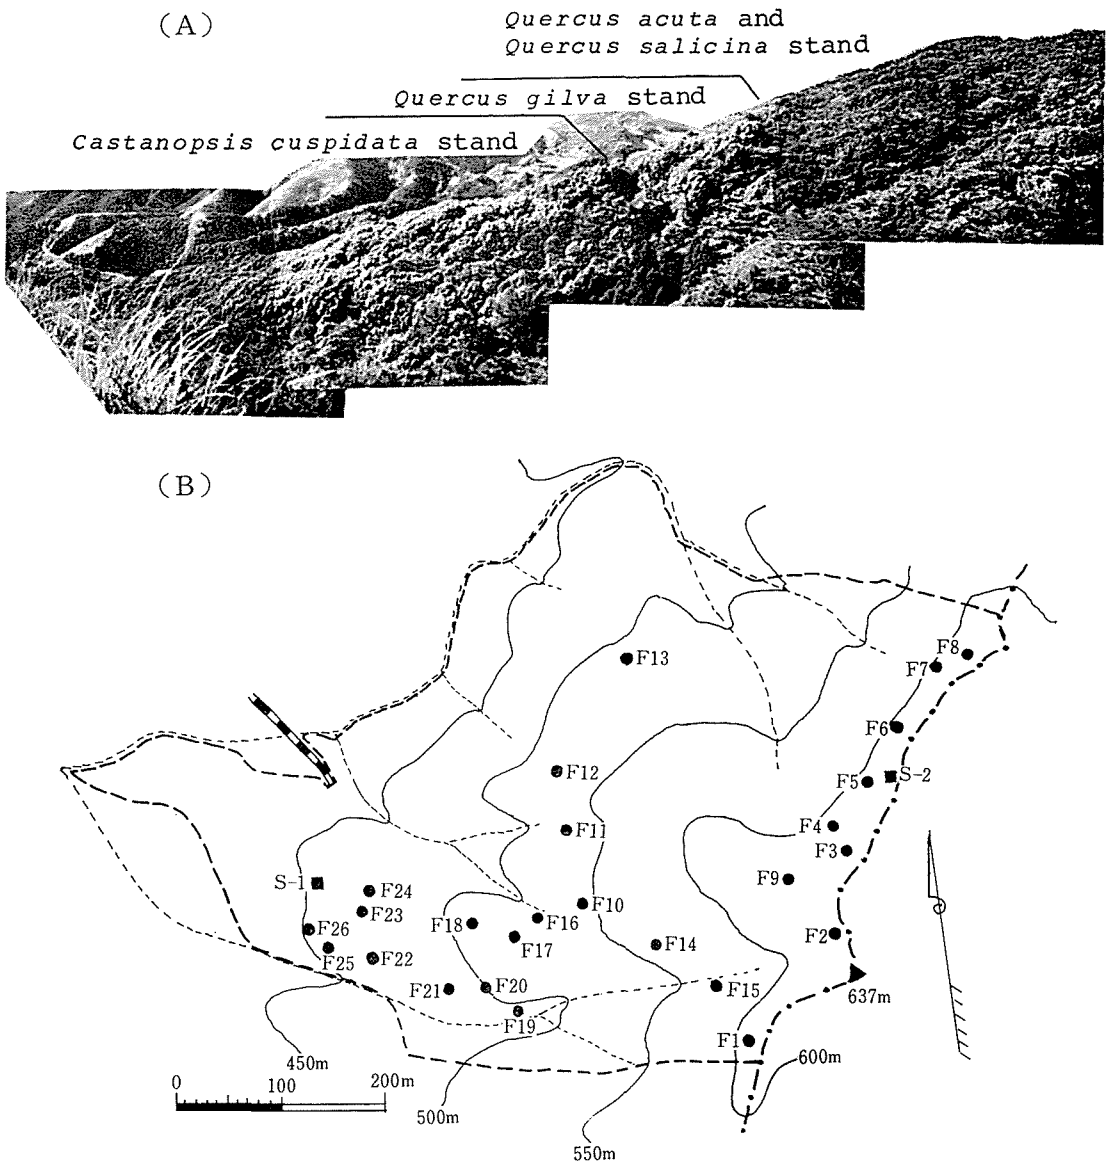 (A)
Quercus acuta and
Quercus salicina stand
Quercus gilva stand
Castanopsis cuspidata stand
(B)
F13
F8
F7
F6
F12
S-2
F5
F4
F11
F3
S-1
F24
F9
F23
F10
F26
F18
F16
F2
F17
F14
F25
F22
637m
F21
F20
F15
F19
F1
450m
600m
0 100 200m
500m
550m